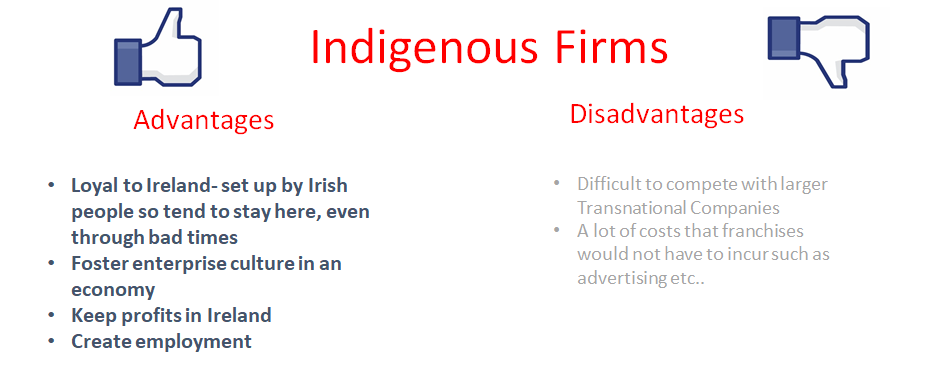 Indigenous Firms
Advantages
• Loyal to Ireland- set up by Irish
people so tend to stay here, even
through bad times
• Foster enterprise culture in an
economy
• Keep profits in Ireland
• Create employment
Disadvantages
• Difficult to compete with larger
Transnational Companies
• A lot of costs that franchises
would not have to incur such as
advertising etc..